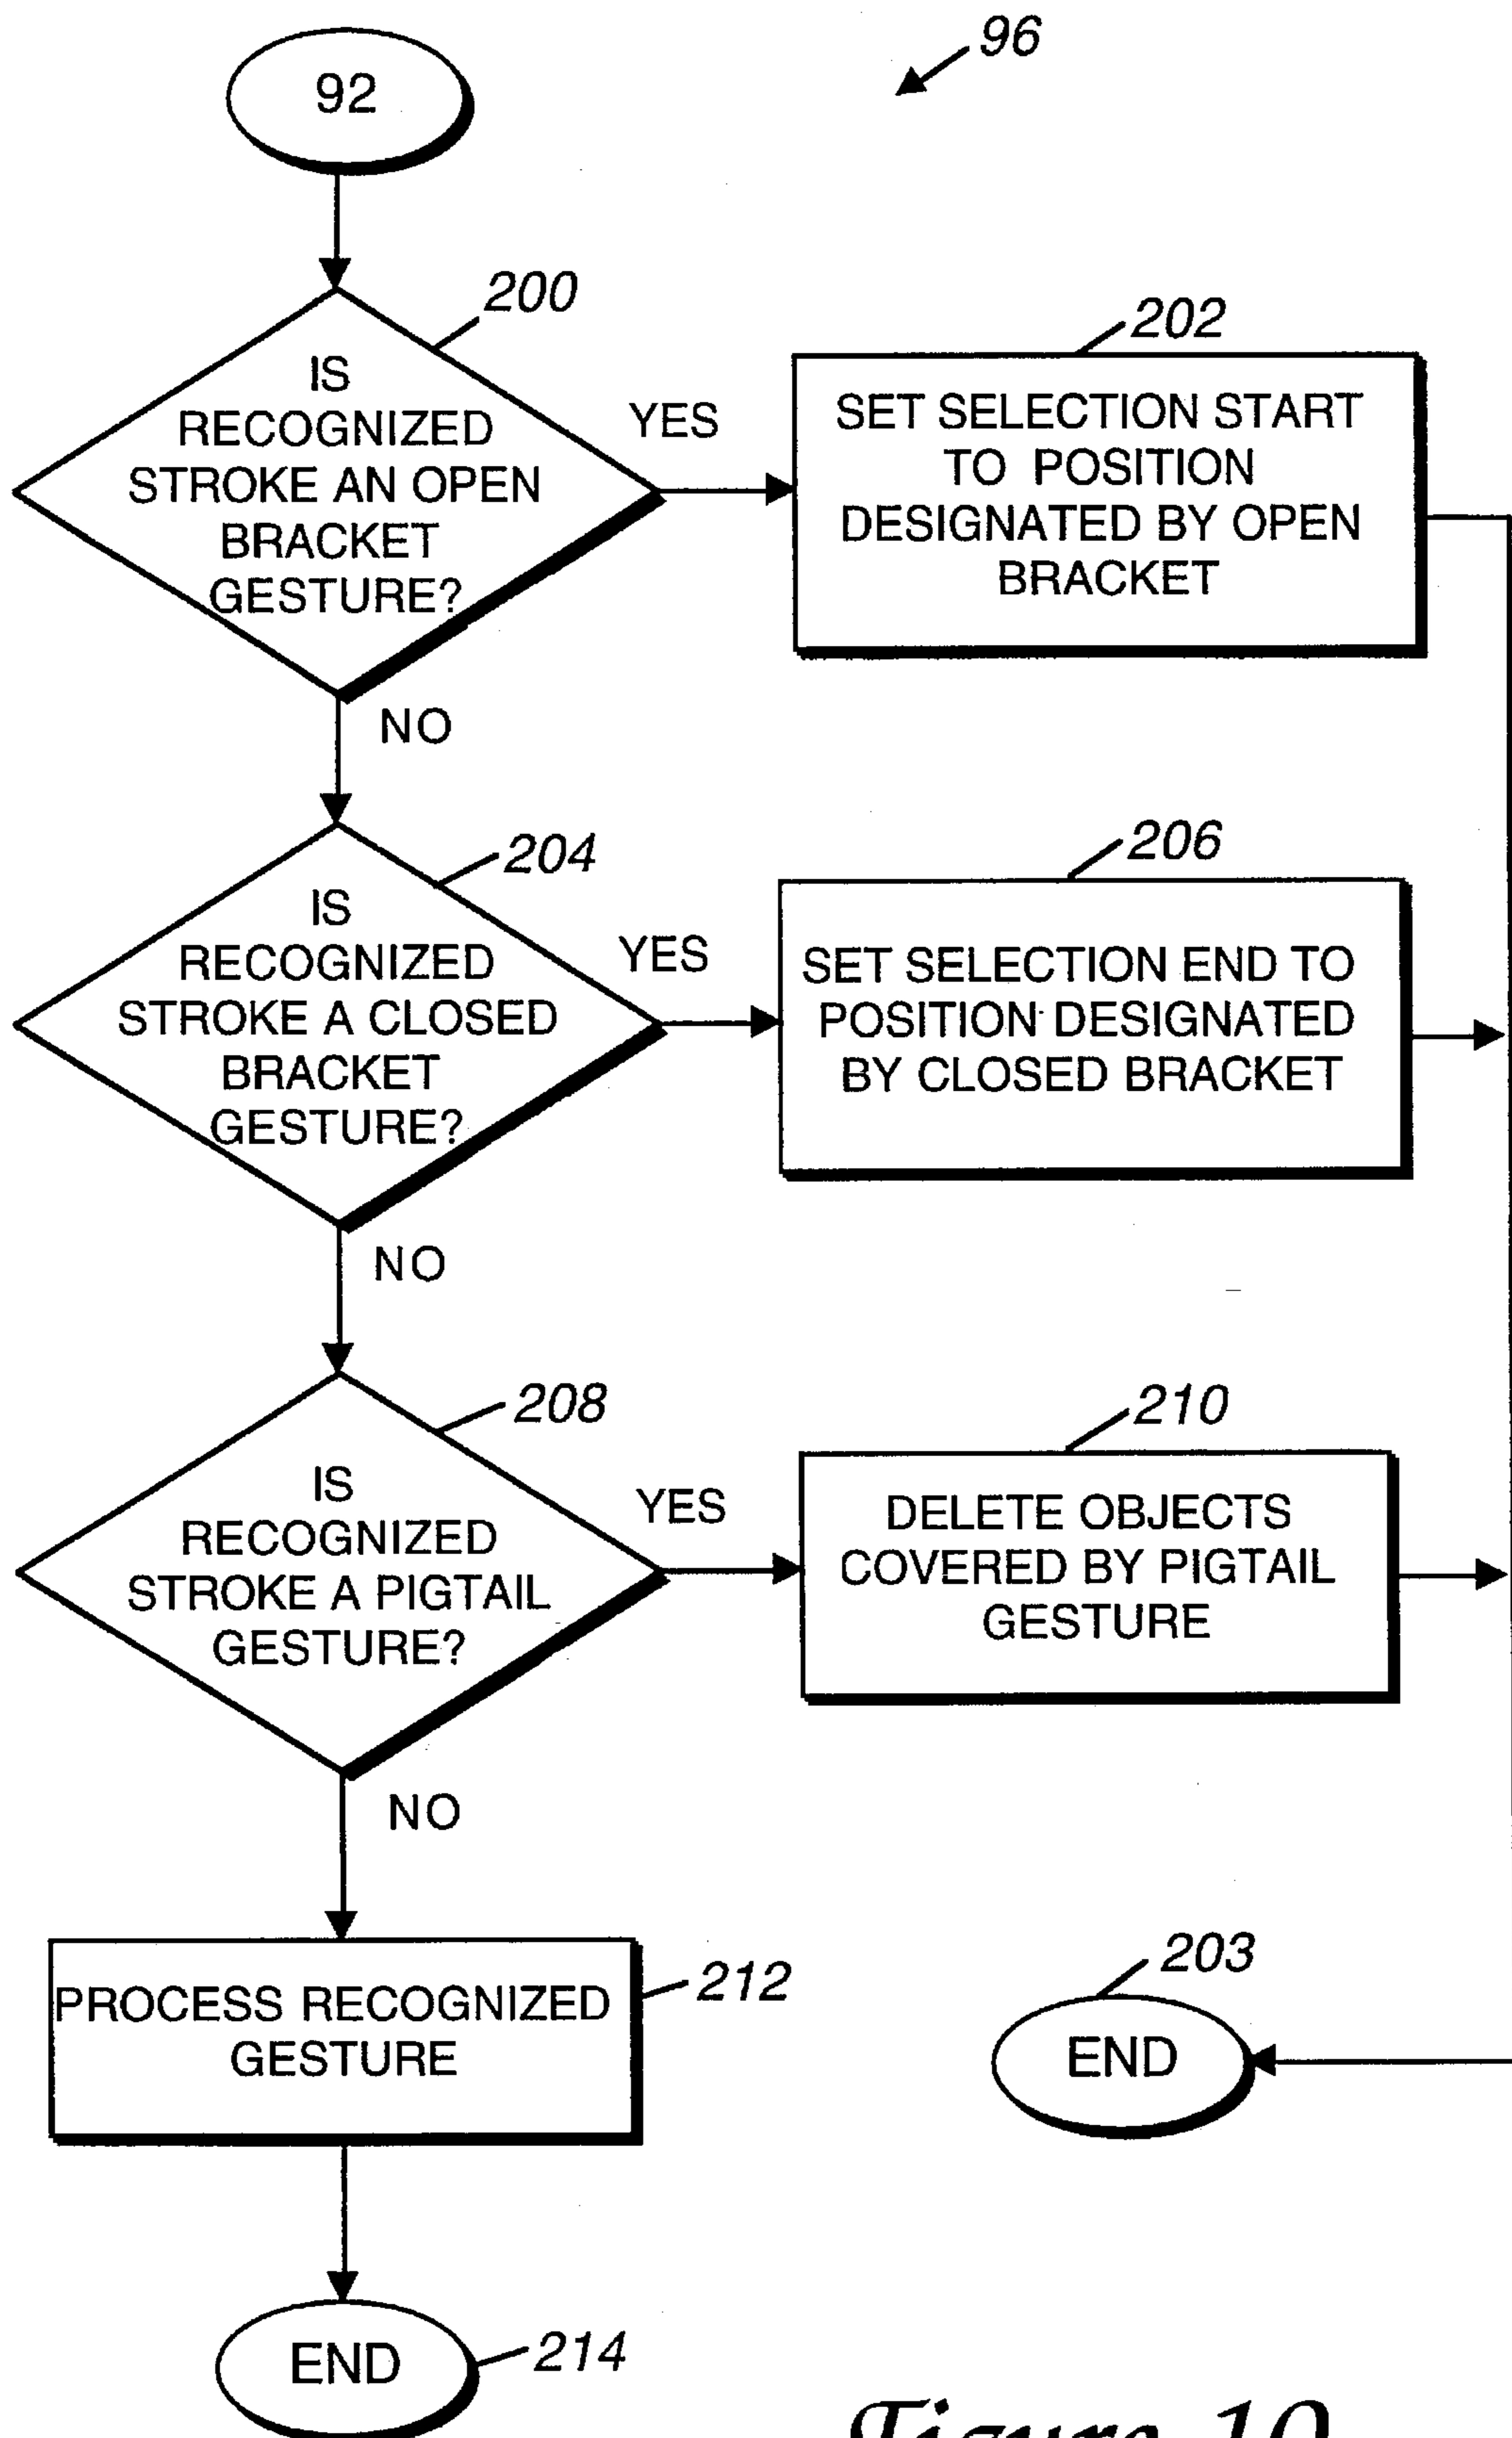 96
92
200
IS
RECOGNIZED
STROKE AN OPEN
BRACKET
GESTURE?
YES
202
SET SELECTION START
TO POSITION
DESIGNATED BY OPEN
BRACKET
NO
204
IS
RECOGNIZED
STROKE A CLOSED
BRACKET
GESTURE?
YES
206
SET SELECTION END TO
POSITION DESIGNATED
BY CLOSED BRACKET
NO
208
IS
RECOGNIZED
STROKE A PIGTAIL
GESTURE?
YES
210
DELETE OBJECTS
COVERED BY PIGTAIL
GESTURE
NO
PROCESS RECOGNIZED
GESTURE
212
203
END
END
214
Figure 10